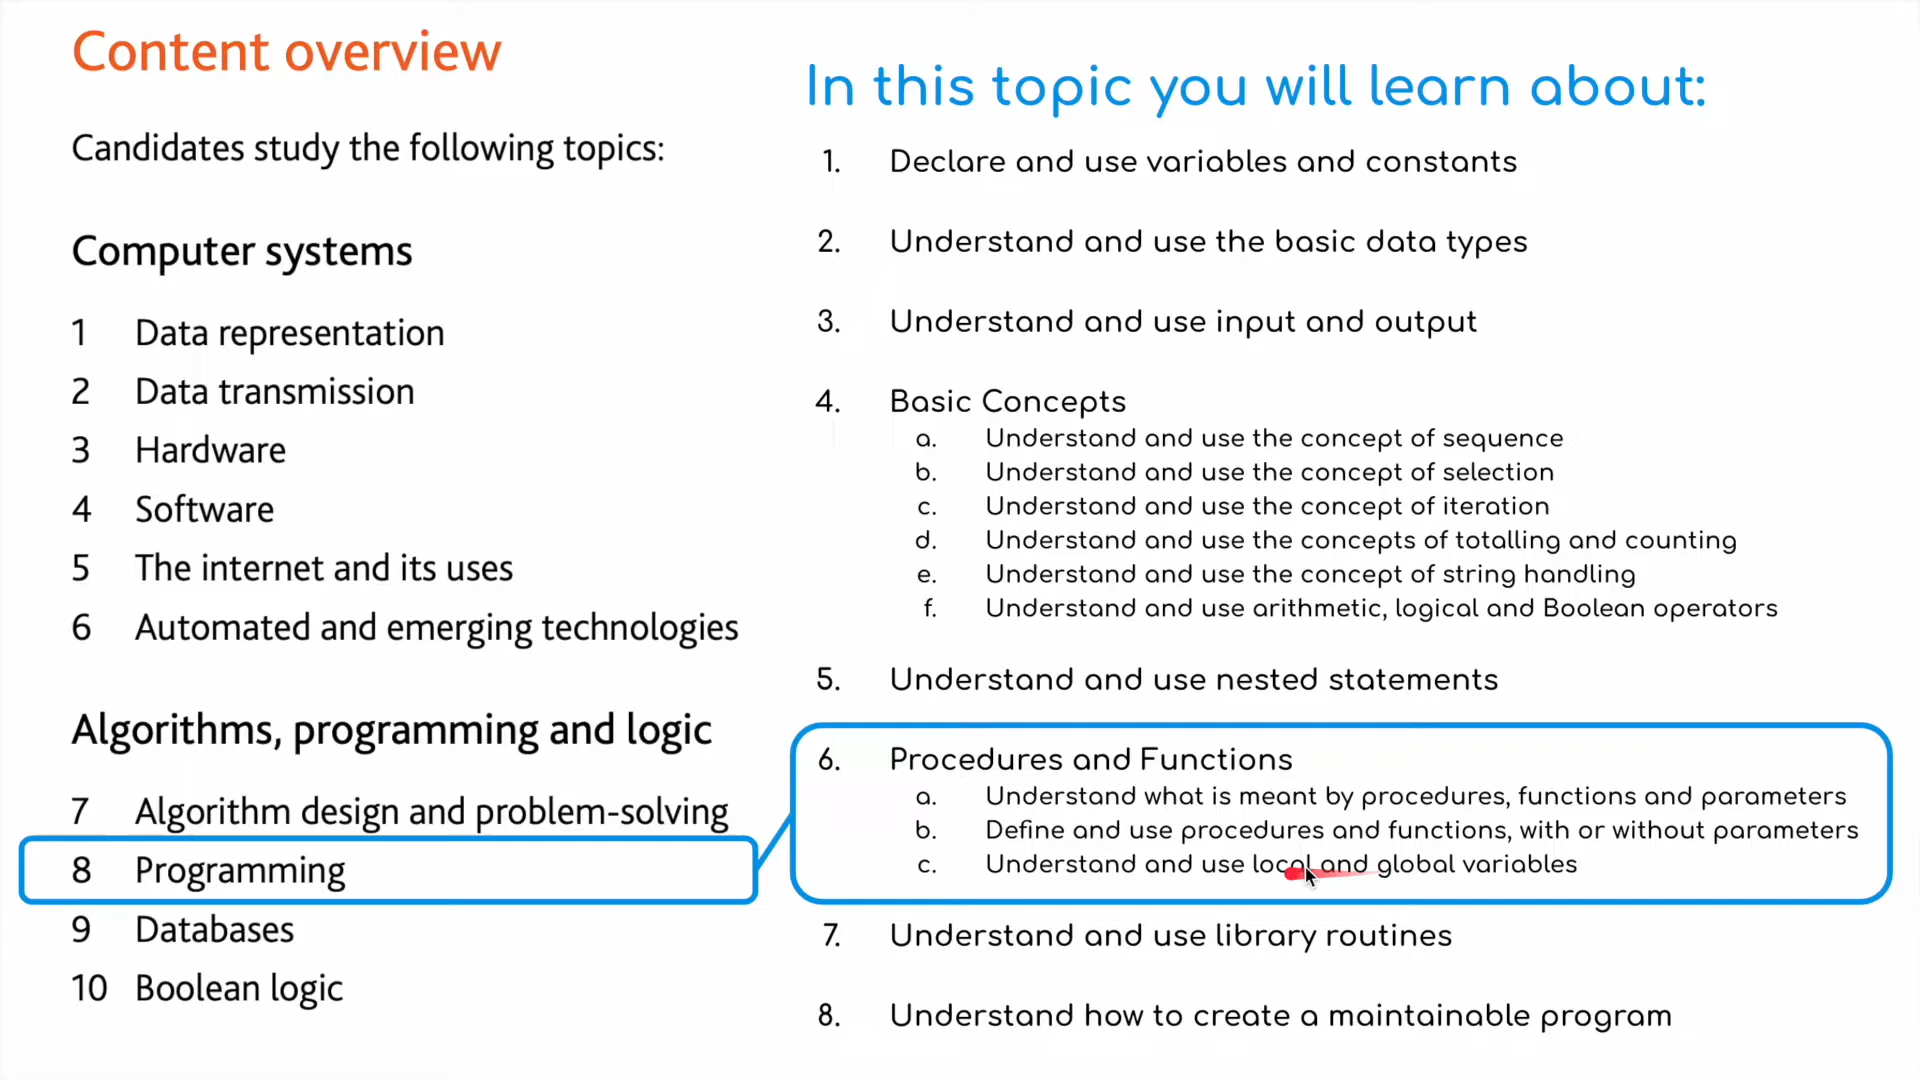 Content overview
Candidates study the following topics:
Computer systems
1 Data representation
2 Data transmission
3 Hardware
4 Software
5 The internet and its uses
6 Automated and emerging technologies
Algorithms, programming and logic
7 Algorithm design and problem-solving
8 Programming
9 Databases
10 Boolean logic
In this topic you will learn about:
1. Declare and use variables and constants
2. Understand and use the basic data types
3. Understand and use input and output
4. Basic Concepts
a. Understand and use the concept of sequence
b. Understand and use the concept of selection
c. Understand and use the concept of iteration
d. Understand and use the concepts of totalling and counting
e. Understand and use the concept of string handling
f. Understand and use arithmetic, logical and Boolean operators
5. Understand and use nested statements
6. Procedures and Functions
a. Understand what is meant by procedures, functions and parameters
b. Define and use procedures and functions, with or without parameters
c. Understand and use local and global variables
7. Understand and use library routines
8. Understand how to create a maintainable program